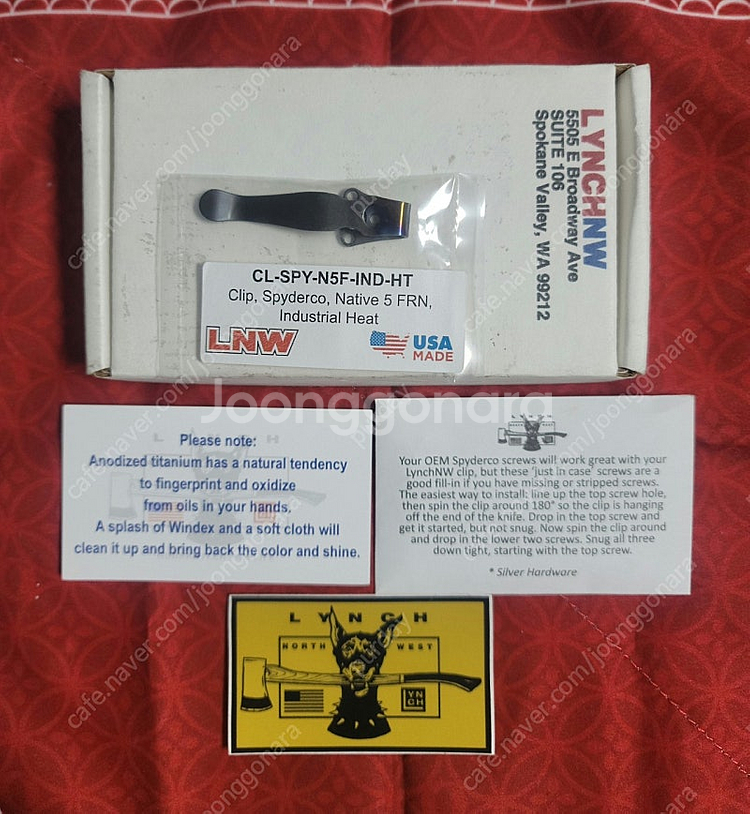 LYNCHNW
5505 E Broadway Ave
SUITE 106
Spokane Valley, WA 99212
CL-SPY-N5F-IND-HT
Clip, Spyderco, Native 5 FRN,
Industrial Heat
LNW
USA
MADE
Joonggonara
Please note:
Anodized titanium has a natural tendency
to fingerprint and oxidize
from oils in your hands.
A splash of Windex and a soft cloth will
clean it up and bring back the color and shine.
Your OEM Spyderco screws will work great with your
LynchNW clip, but these 'just in case' screws are a
good fill-in if you have missing or stripped screws.
The easiest way to install: line up the top screw hole,
then spin the clip around 180° so the clip is hanging
off the end of the knife. Drop in the top screw and
get it started, but not snug. Now spin the clip around
and drop in the lower two screws. Snug all three
down tight, starting with the top screw.
* Silver Hardware
LYNCH
NORTH WEST
YN
CH
cafe.naver.com/joonggonara
purday